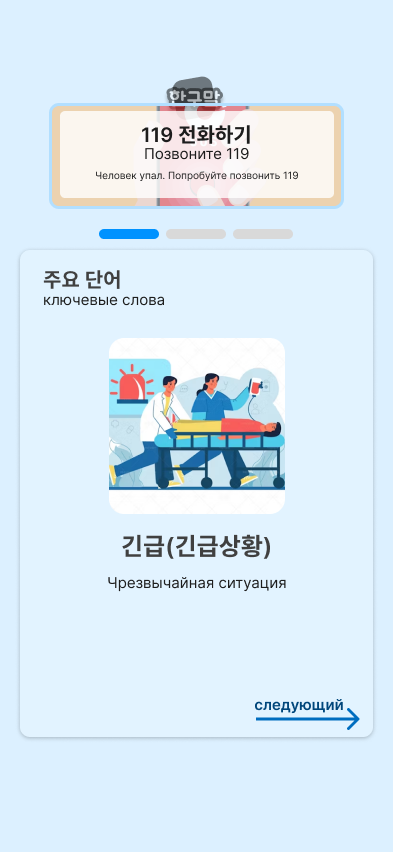 한국말
119 전화하기
Позвоните 119
Человек упал. Попробуйте позвонить 119
주요 단어
ключевые слова
긴급(긴급상황)
Чрезвычайная ситуация
следующий